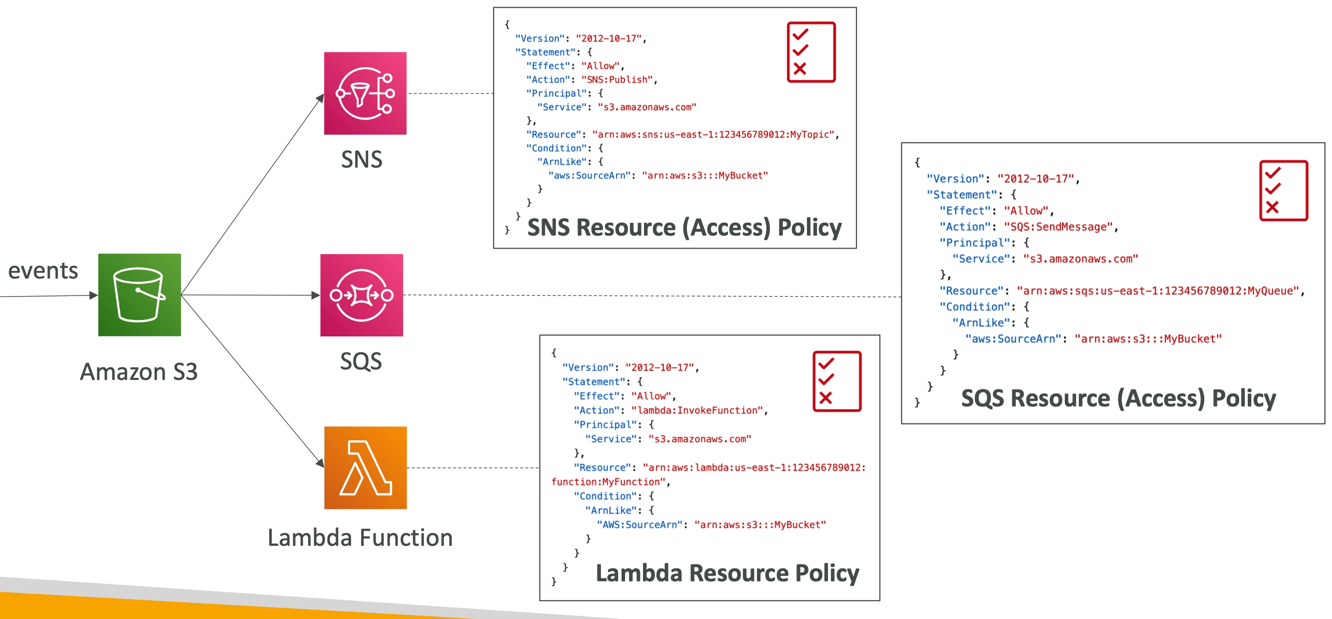 events
Amazon S3
SNS
{
  "Version": "2012-10-17",
  "Statement": {
    "Effect": "Allow",
    "Action": "SNS:Publish",
    "Principal": {
      "Service": "s3.amazonaws.com"
    },
    "Resource": "arn:aws:sns:us-east-1:123456789012:MyTopic",
    "Condition": {
      "ArnLike": {
        "aws:SourceArn": "arn:aws:s3:::MyBucket"
      }
    }
  }
}
SNS Resource (Access) Policy
SQS
{
  "Version": "2012-10-17",
  "Statement": {
    "Effect": "Allow",
    "Action": "SQS:SendMessage",
    "Principal": {
      "Service": "s3.amazonaws.com"
    },
    "Resource": "arn:aws:sqs:us-east-1:123456789012:MyQueue",
    "Condition": {
      "ArnLike": {
        "aws:SourceArn": "arn:aws:s3:::MyBucket"
      }
    }
  }
}
SQS Resource (Access) Policy
Lambda Function
{
  "Version": "2012-10-17",
  "Statement": {
    "Effect": "Allow",
    "Action": "lambda:InvokeFunction",
    "Principal": {
      "Service": "s3.amazonaws.com"
    },
    "Resource": "arn:aws:lambda:us-east-1:123456789012:
function:MyFunction",
    "Condition": {
      "ArnLike": {
        "AWS:SourceArn": "arn:aws:s3:::MyBucket"
      }
    }
  }
}
Lambda Resource Policy